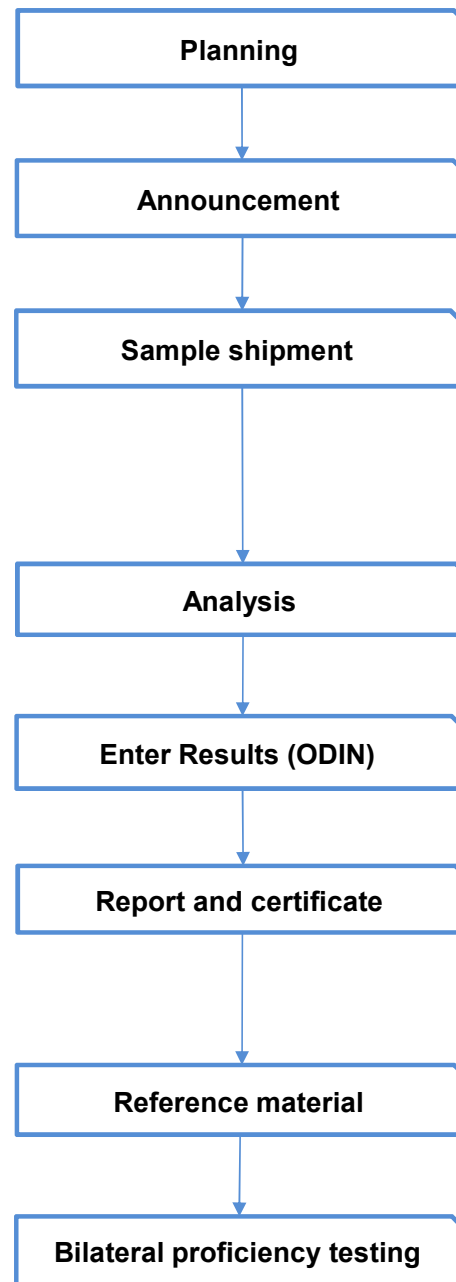 Planning
Announcement
Sample shipment
Analysis
Enter Results (ODIN)
Report and certificate
Reference material
Bilateral proficiency testing